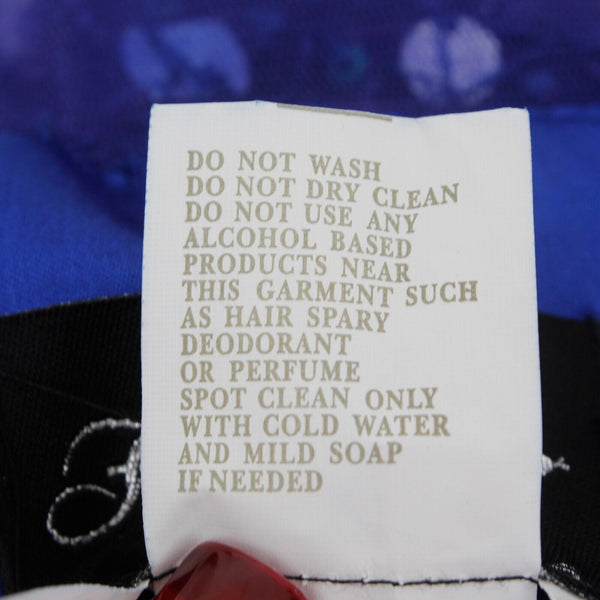 DO NOT WASH
DO NOT DRY CLEAN
DO NOT USE ANY
ALCOHOL BASED
PRODUCTS NEAR
THIS GARMENT SUCH
AS HAIR SPARY
DEODORANT
OR PERFUME
SPOT CLEAN ONLY
WITH COLD WATER
AND MILD SOAP
IF NEEDED